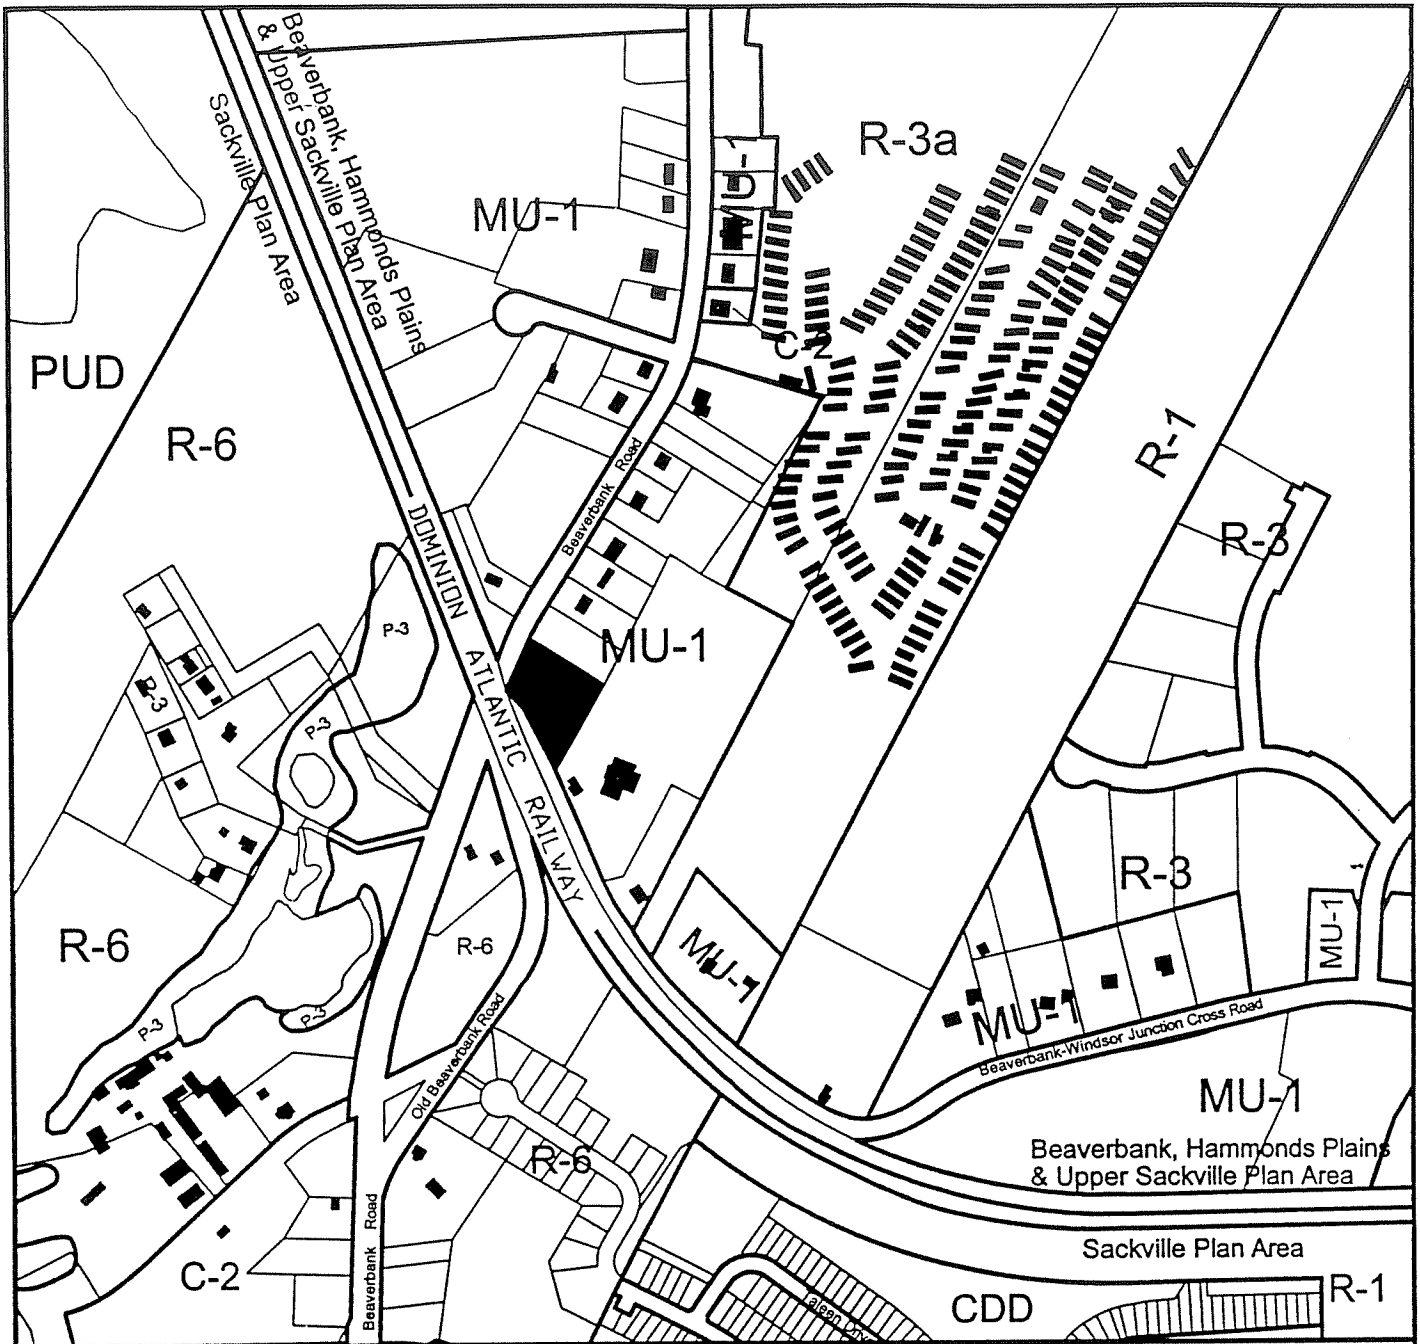 Beaverbank, Hammonds Plains
& Upper Sackville Plan Area
Sackville Plan Area
R-3a
MU-1
MU-1
C-2
PUD
R-6
R-1
Beaverbank Road
R-3
DOMINION ATLANTIC RAILWAY
P-3
MU-1
R-3
P-3
R-3
R-6
R-6
MU-1
MU-1
P-3
P-3
MU-1
Old Beaverbank Road
Beaverbank-Windsor Junction Cross Road
MU-1
R-6
Beaverbank, Hammonds Plains
& Upper Sackville Plan Area
Beaverbank Road
Sackville Plan Area
C-2
CDD
R-1